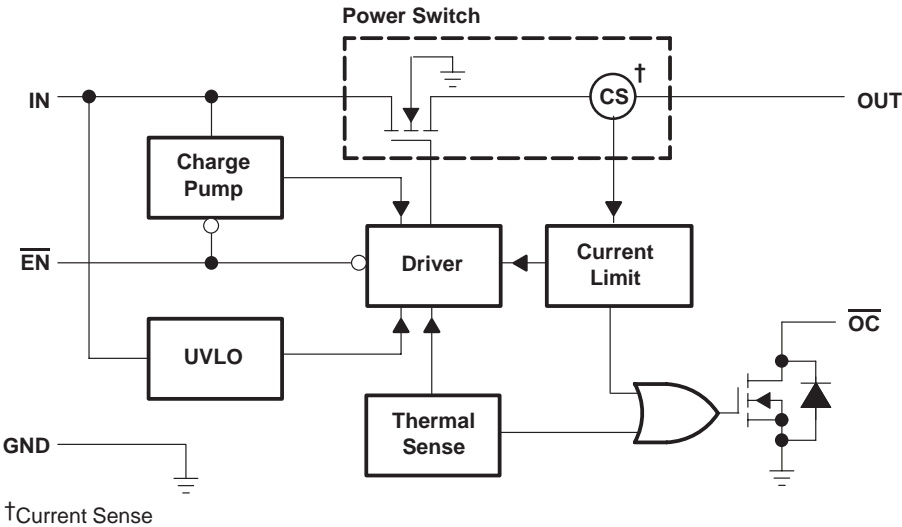 Power Switch
†
IN
CS
OUT
Charge
Pump
EN
Driver
Current
Limit
OC
UVLO
Thermal
Sense
GND
†Current Sense